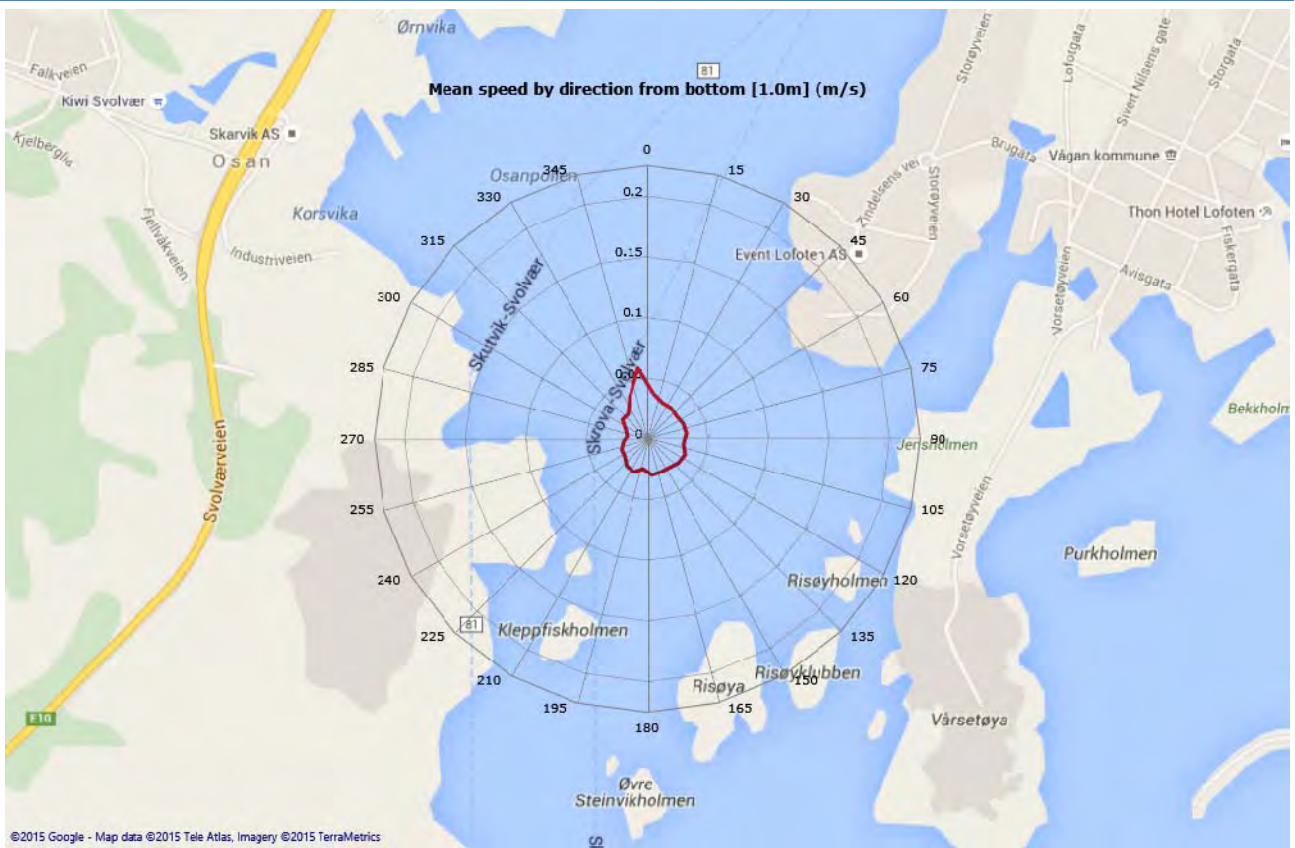 Ørnvika
81
Falkveien
Kiwi Svolvær
Kjelbergha
Skarvik AS
Osan
Korsvika
Fjellvåkveien
Industriveien
Mean speed by direction from bottom [1.0m] (m/s)
Osanpollen
0
15
30
45
60
75
90
105
120
135
150
165
180
195
210
225
240
255
270
285
300
315
330
345
0.2
0.15
0.1
0.05
0
Skutvik-Svolvær
Skrova-Svolvær
Storøyveien
Lofotgata
Sivert Nilsens gate
Storgata
Brugata
Vågan kommune
Zindelsens vei
Storøyveien
Thon Hotel Lofoten
Event Lofoten AS
Fiskergata
Avisgata
Vorsetøyveien
Bekkholm
Jensholmen
Vorsetøyveien
Purkholmen
Risøyholmen
Kleppfiskholmen
81
Risøya
Risøyklubben
Vårsetøya
Svolværveien
E10
Øvre
Steinvikholmen
©2015 Google - Map data ©2015 Tele Atlas, Imagery ©2015 TerraMetrics